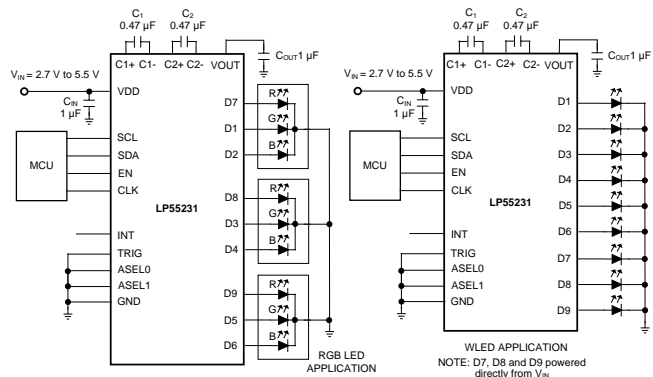 C1
0.47 µF
C2
0.47 µF
C1+ C1- C2+ C2- VOUT
COUT 1 µF
VIN = 2.7 V to 5.5 V
CIN
1 µF
VDD
MCU
SCL
SDA
EN
CLK
INT
TRIG
ASEL0
ASEL1
GND
LP55231
D7
D1
D2
D8
D3
D4
D9
D5
D6
R
G
B
R
G
B
R
G
B
RGB LED
APPLICATION
C1
0.47 µF
C2
0.47 µF
C1+ C1- C2+ C2- VOUT
COUT 1 µF
VIN = 2.7 V to 5.5 V
CIN
1 µF
VDD
MCU
SCL
SDA
EN
CLK
INT
TRIG
ASEL0
ASEL1
GND
LP55231
D1
D2
D3
D4
D5
D6
D7
D8
D9
WLED APPLICATION
NOTE: D7, D8 and D9 powered
directly from VIN